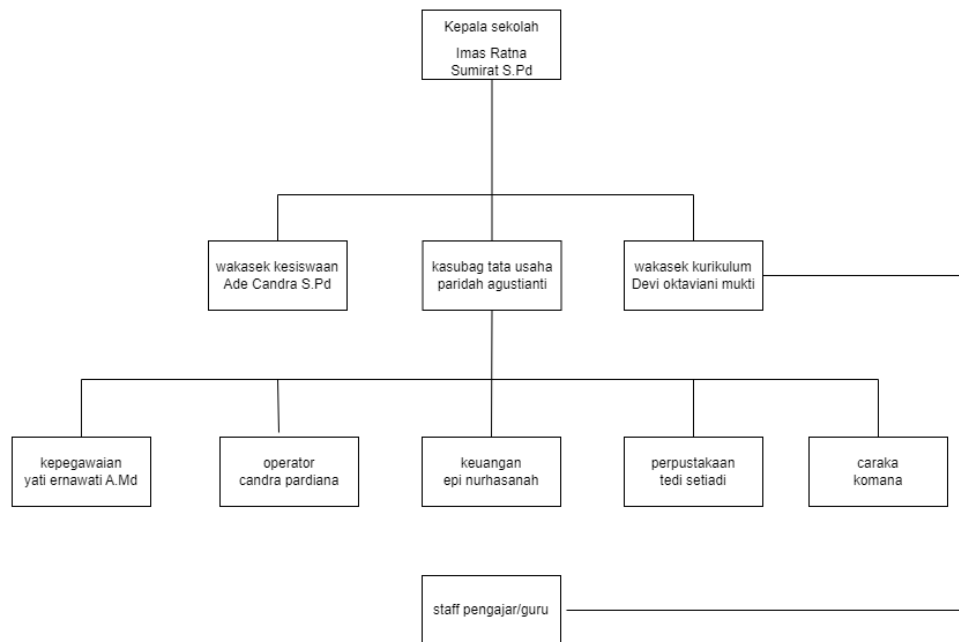 Kepala sekolah
Imas Ratna
Sumirat S.Pd
wakasek kesiswaan
Ade Candra S.Pd
kasubag tata usaha
paridah agustianti
wakasek kurikulum
Devi oktaviani mukti
kepegawaian
yati ernawati A.Md
operator
candra pardiana
keuangan
epi nurhasanah
perpustakaan
tedi setiadi
caraka
komana
staff pengajar/guru